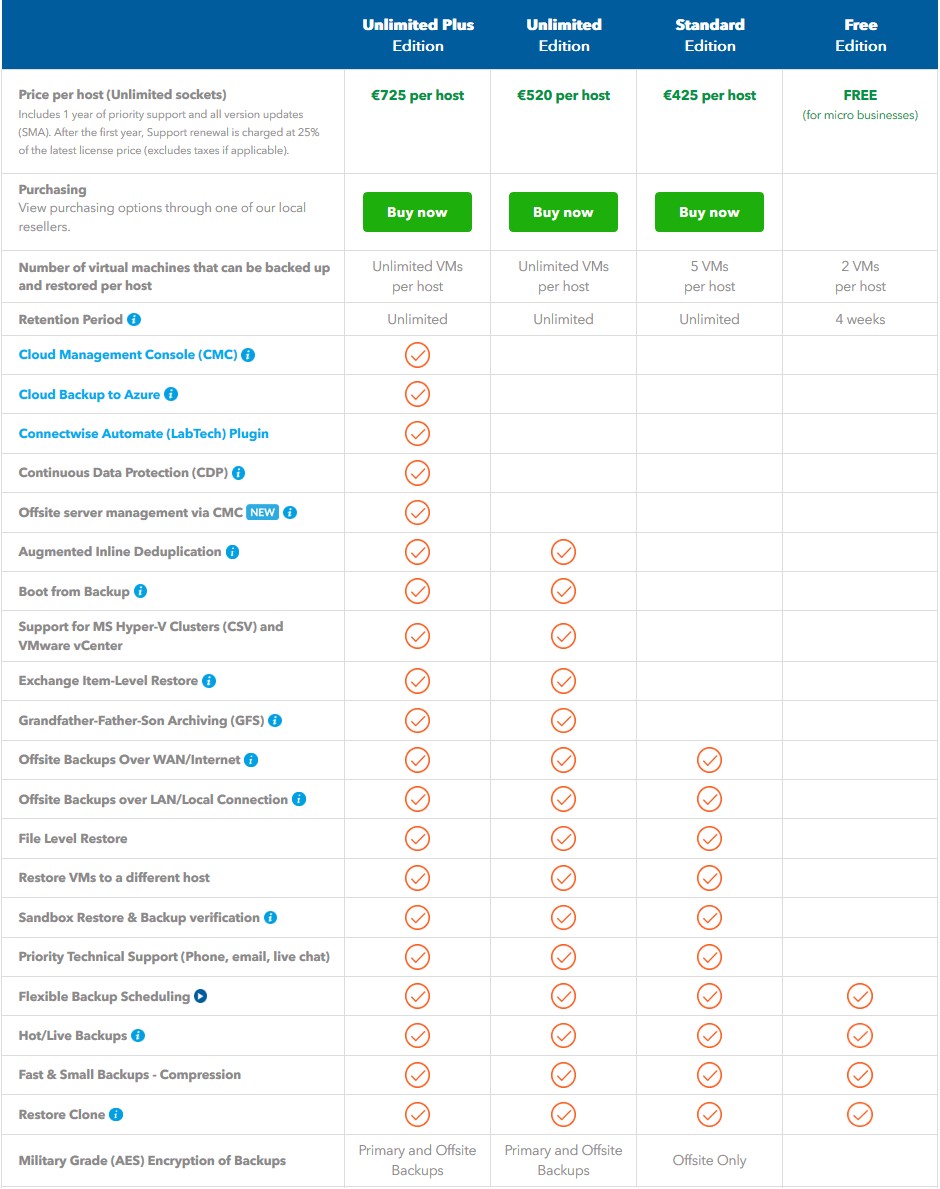 Unlimited Plus
Edition
Unlimited
Edition
Standard
Edition
Free
Edition
Price per host (Unlimited sockets)
Includes 1 year of priority support and all version updates
(SMA). After the first year, Support renewal is charged at 25%
of the latest license price (excludes taxes if applicable).
€725 per host
€520 per host
€425 per host
FREE
(for micro businesses)
Purchasing
View purchasing options through one of our local
resellers.
Buy now
Buy now
Buy now
Number of virtual machines that can be backed up
and restored per host
Unlimited VMs
per host
Unlimited VMs
per host
5 VMs
per host
2 VMs
per host
Retention Period
Unlimited
Unlimited
Unlimited
4 weeks
Cloud Management Console (CMC)
Cloud Backup to Azure
Connectwise Automate (LabTech) Plugin
Continuous Data Protection (CDP)
Offsite server management via CMC NEW
Augmented Inline Deduplication
Boot from Backup
Support for MS Hyper-V Clusters (CSV) and
VMware vCenter
Exchange Item-Level Restore
Grandfather-Father-Son Archiving (GFS)
Offsite Backups Over WAN/Internet
Offsite Backups over LAN/Local Connection
File Level Restore
Restore VMs to a different host
Sandbox Restore & Backup verification
Priority Technical Support (Phone, email, live chat)
Flexible Backup Scheduling
Hot/Live Backups
Fast & Small Backups - Compression
Restore Clone
Military Grade (AES) Encryption of Backups
Primary and Offsite
Backups
Primary and Offsite
Backups
Offsite Only